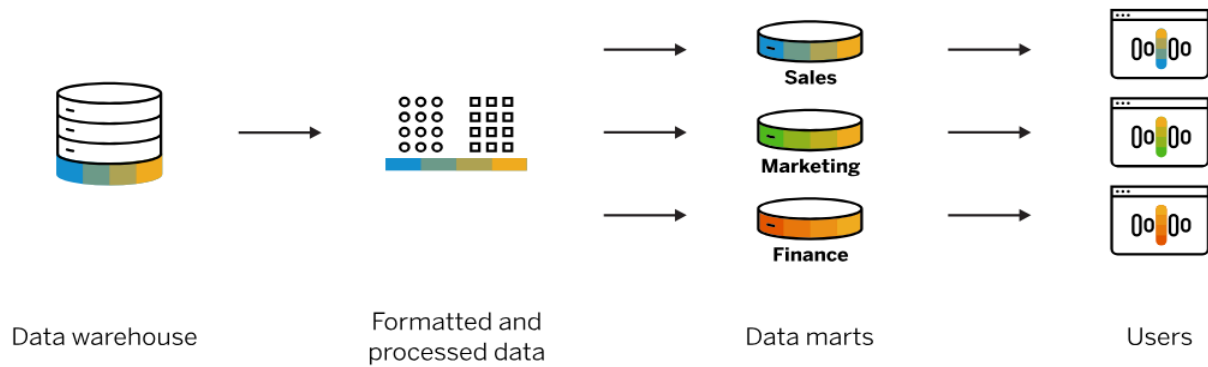 Sales
Marketing
Finance
Data warehouse
Formatted and
processed data
Data marts
Users